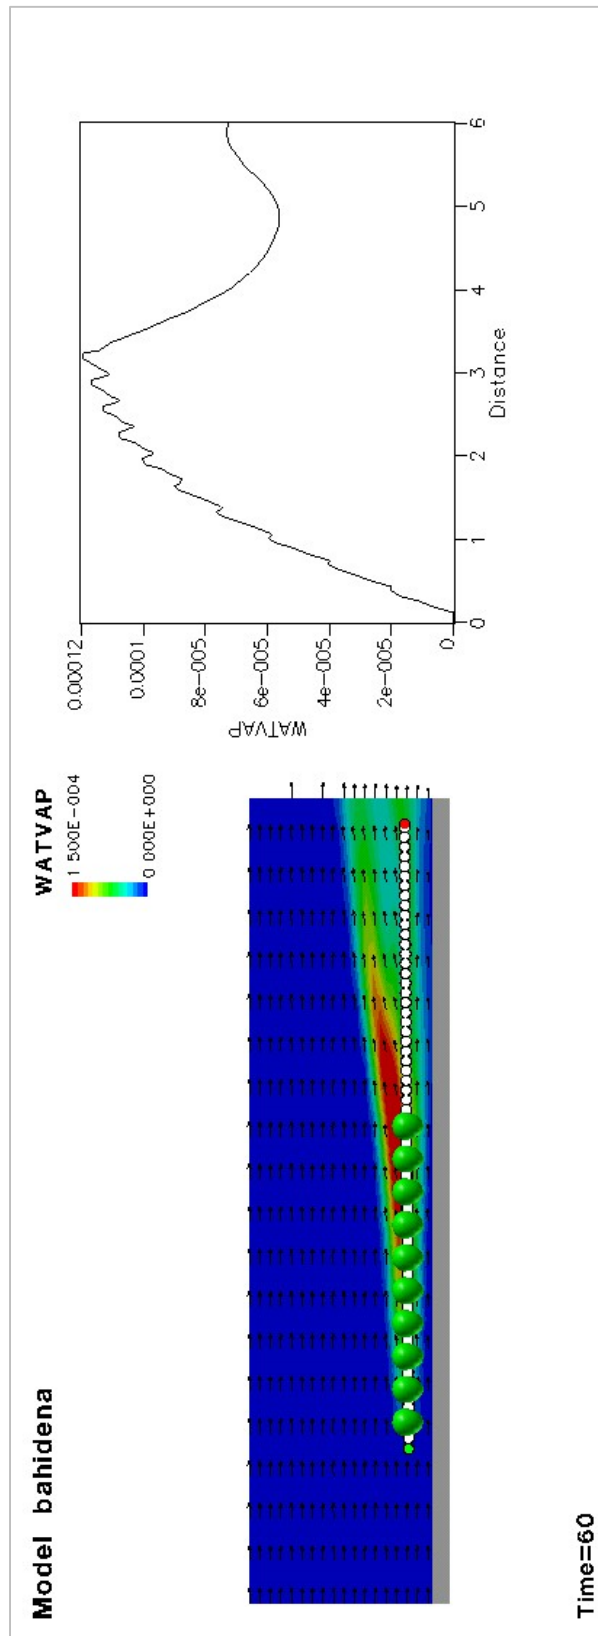 Model bahidena
WATVAP
1 500E-004
0 000E+000
Time=60
WATVAP
0.00012
0.0001
8e-005
6e-005
4e-005
2e-005
0
0 1 2 3 4 5 6
Distance